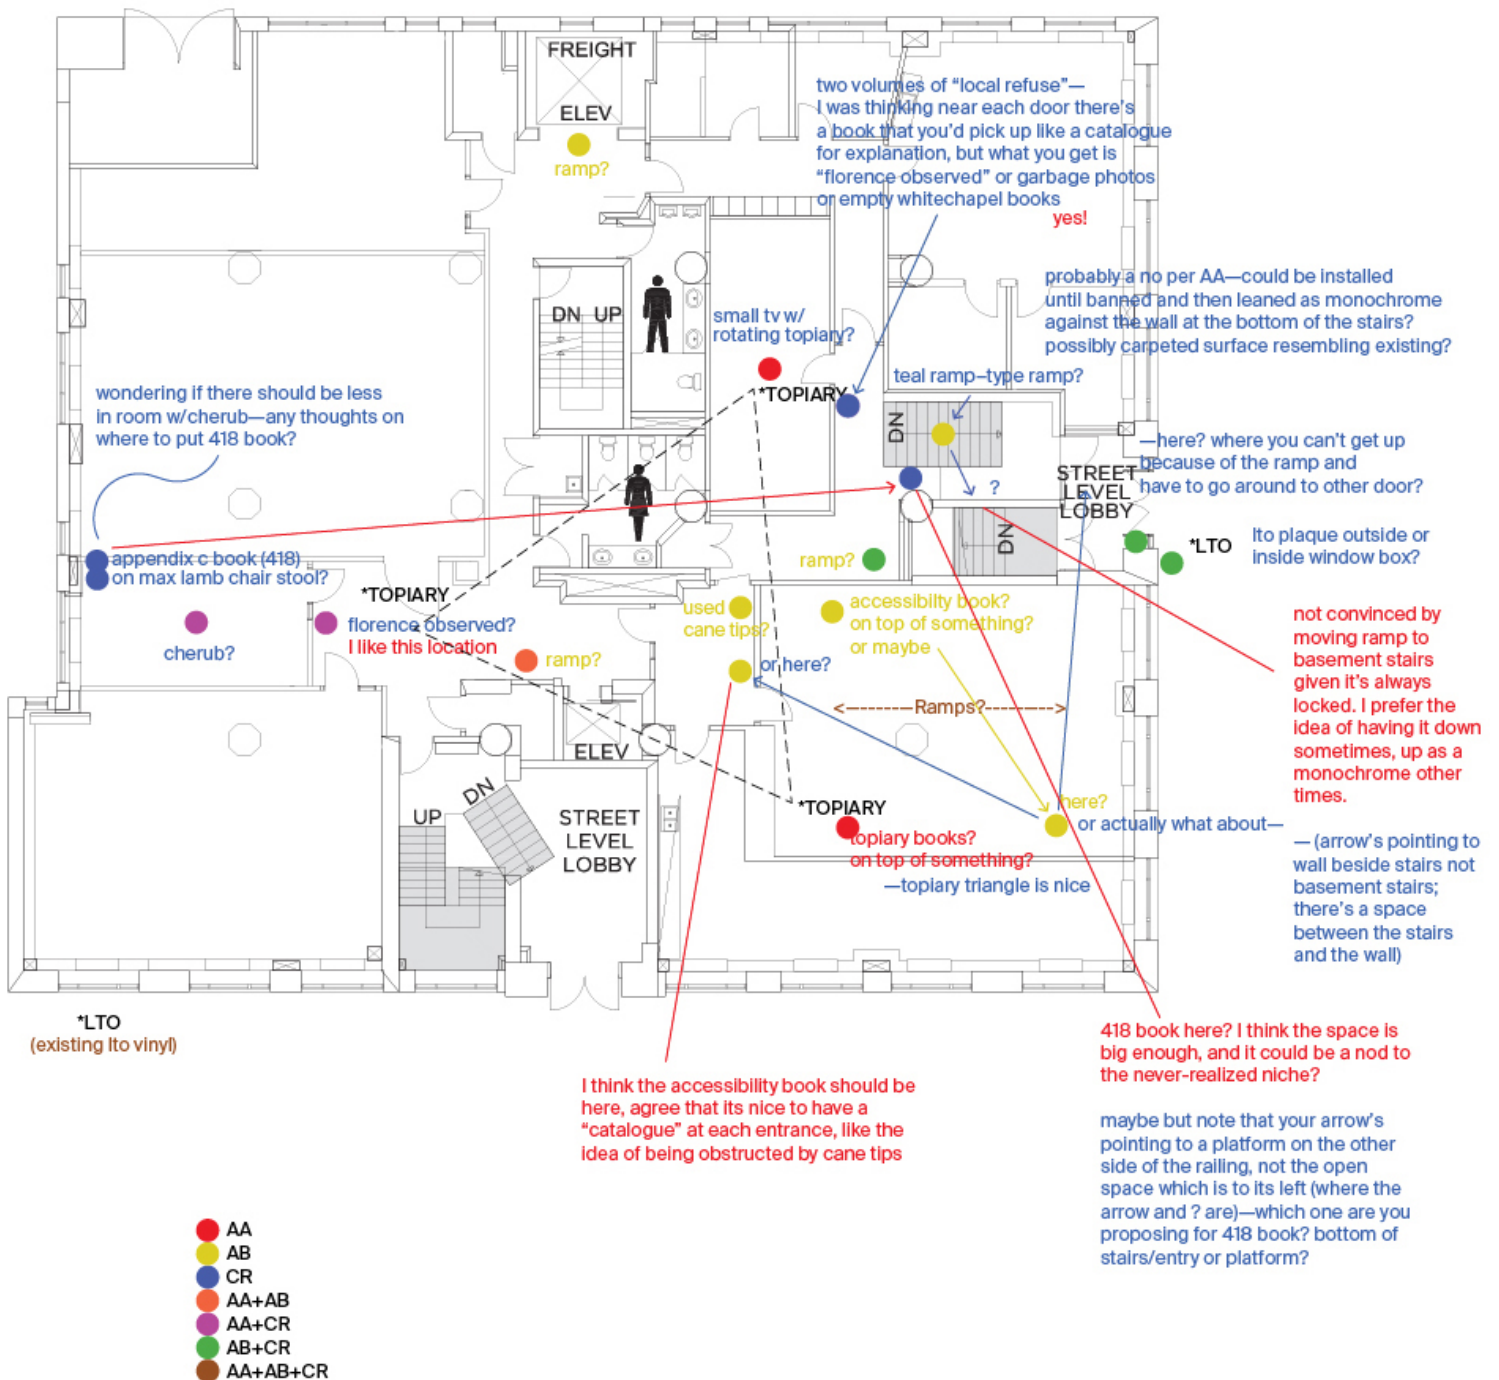 FREIGHT
ELEV
ramp?
two volumes of “local refuse”—
I was thinking near each door there’s
a book that you’d pick up like a catalogue
for explanation, but what you get is
“florence observed” or garbage photos
or empty whitechapel books
yes!
probably a no per AA—could be installed
until banned and then leaned as monochrome
against the wall at the bottom of the stairs?
possibly carpeted surface resembling existing?
DN UP
small tv w/
rotating topiary?
*TOPIARY
teal ramp–type ramp?
DN
wondering if there should be less
in room w/cherub—any thoughts on
where to put 418 book?
—here? where you can’t get up
because of the ramp and
have to go around to other door?
STREET
LEVEL
LOBBY
?
DN
*LTO
lto plaque outside or
inside window box?
appendix c book (418)
on max lamb chair stool?
ramp?
*TOPIARY
florence observed?
I like this location
cherub?
ramp?
used
cane tips?
accessibilty book?
on top of something?
or maybe
or here?
<---------Ramps?--------->
not convinced by
moving ramp to
basement stairs
given it’s always
locked. I prefer the
idea of having it down
sometimes, up as a
monochrome other
times.
ELEV
DN
UP
STREET
LEVEL
LOBBY
*TOPIARY
topiary books?
on top of something?
—topiary triangle is nice
here?
or actually what about—
— (arrow’s pointing to
wall beside stairs not
basement stairs;
there’s a space
between the stairs
and the wall)
*LTO
(existing lto vinyl)
I think the accessibility book should be
here, agree that its nice to have a
“catalogue” at each entrance, like the
idea of being obstructed by cane tips
418 book here? I think the space is
big enough, and it could be a nod to
the never-realized niche?
maybe but note that your arrow’s
pointing to a platform on the other
side of the railing, not the open
space which is to its left (where the
arrow and ? are)—which one are you
proposing for 418 book? bottom of
stairs/entry or platform?
AA
AB
CR
AA+AB
AA+CR
AB+CR
AA+AB+CR